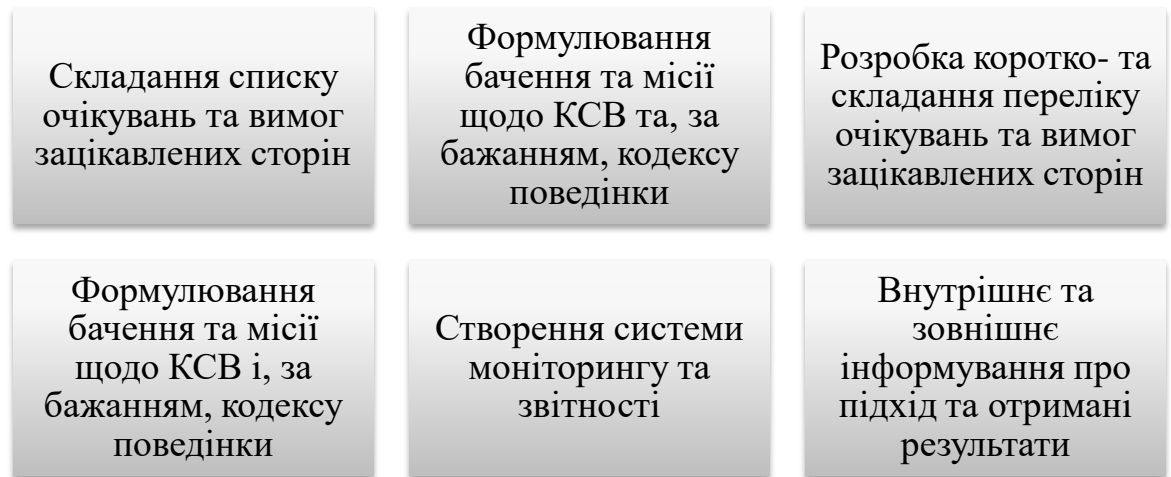 Складання списку
очікувань та вимог
зацікавлених сторін
Формулювання
бачення та місії
щодо КСВ та, за
бажанням, кодексу
поведінки
Розробка коротко- та
складання переліку
очікувань та вимог
зацікавлених сторін
Формулювання
бачення та місії
щодо КСВ і, за
бажанням, кодексу
поведінки
Створення системи
моніторингу та
звітності
Внутрішнє та
зовнішнє
інформування про
підхід та отримані
результати